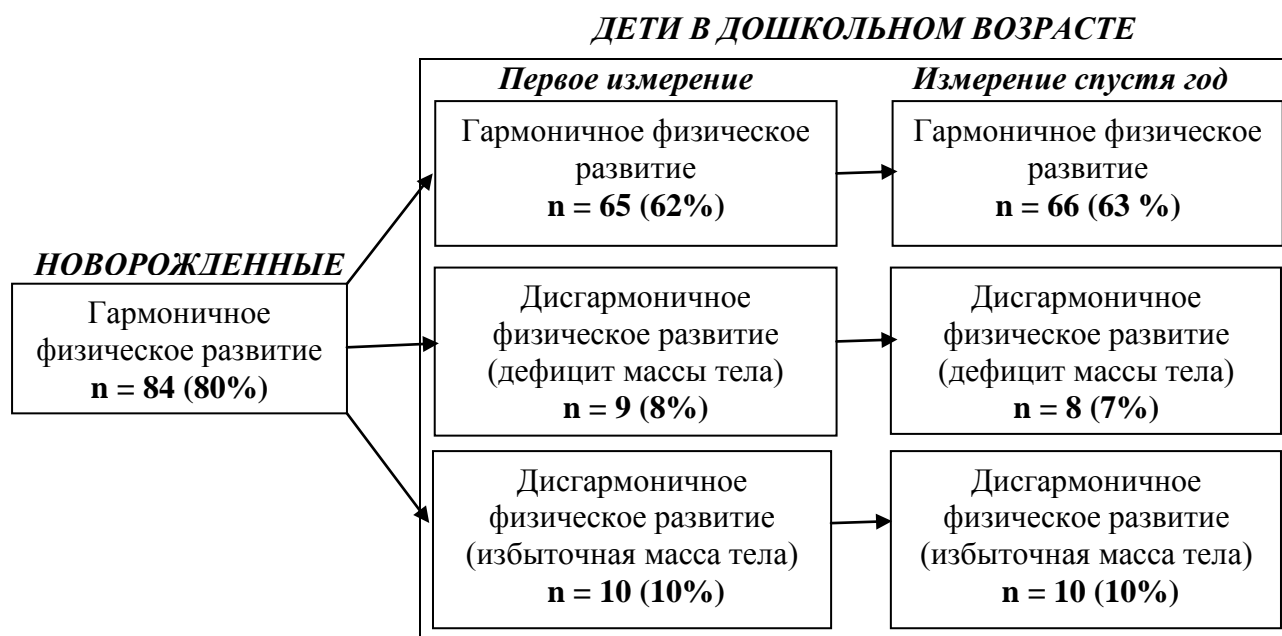 ДЕТИ В ДОШКОЛЬНОМ ВОЗРАСТЕ
Первое измерение
Измерение спустя год
Гармоничное физическое
развитие
n = 65 (62%)
Гармоничное физическое
развитие
n = 66 (63 %)
НОВОРОЖДЕННЫЕ
Гармоничное
физическое развитие
n = 84 (80%)
Дисгармоничное
физическое развитие
(дефицит массы тела)
n = 9 (8%)
Дисгармоничное
физическое развитие
(дефицит массы тела)
n = 8 (7%)
Дисгармоничное
физическое развитие
(избыточная масса тела)
n = 10 (10%)
Дисгармоничное
физическое развитие
(избыточная масса тела)
n = 10 (10%)